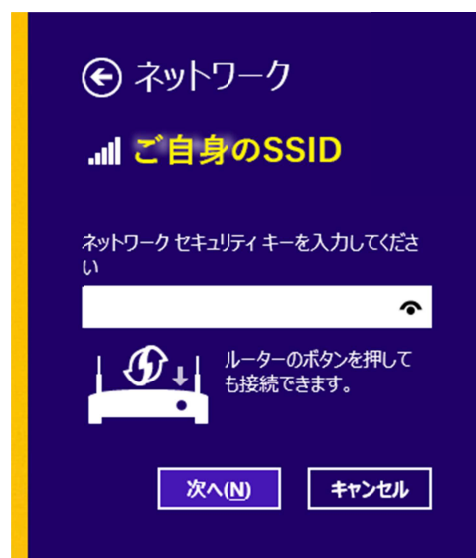 ネットワーク
ご自身のSSID
ネットワーク セキュリティ キーを入力してくださ
い
ルーターのボタンを押して
も接続できます。
次へ(N)
キャンセル